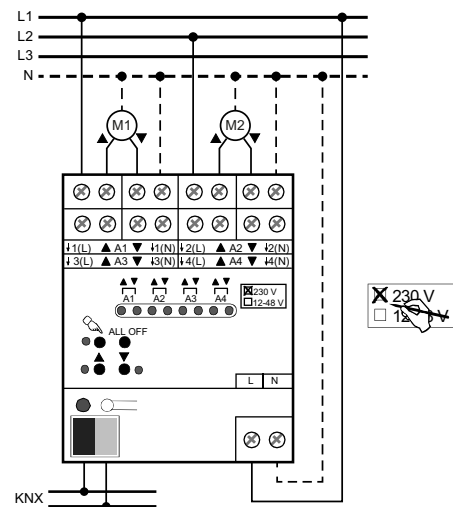 L1
L2
L3
N
M1 M2
1(L) A1 1(N) 2(L) A2 2(N)
3(L) A3 3(N) 4(L) A4 4(N)
A1 A2 A3 A4
230 V
12-48 V
ALL OFF
L N
KNX
230 V